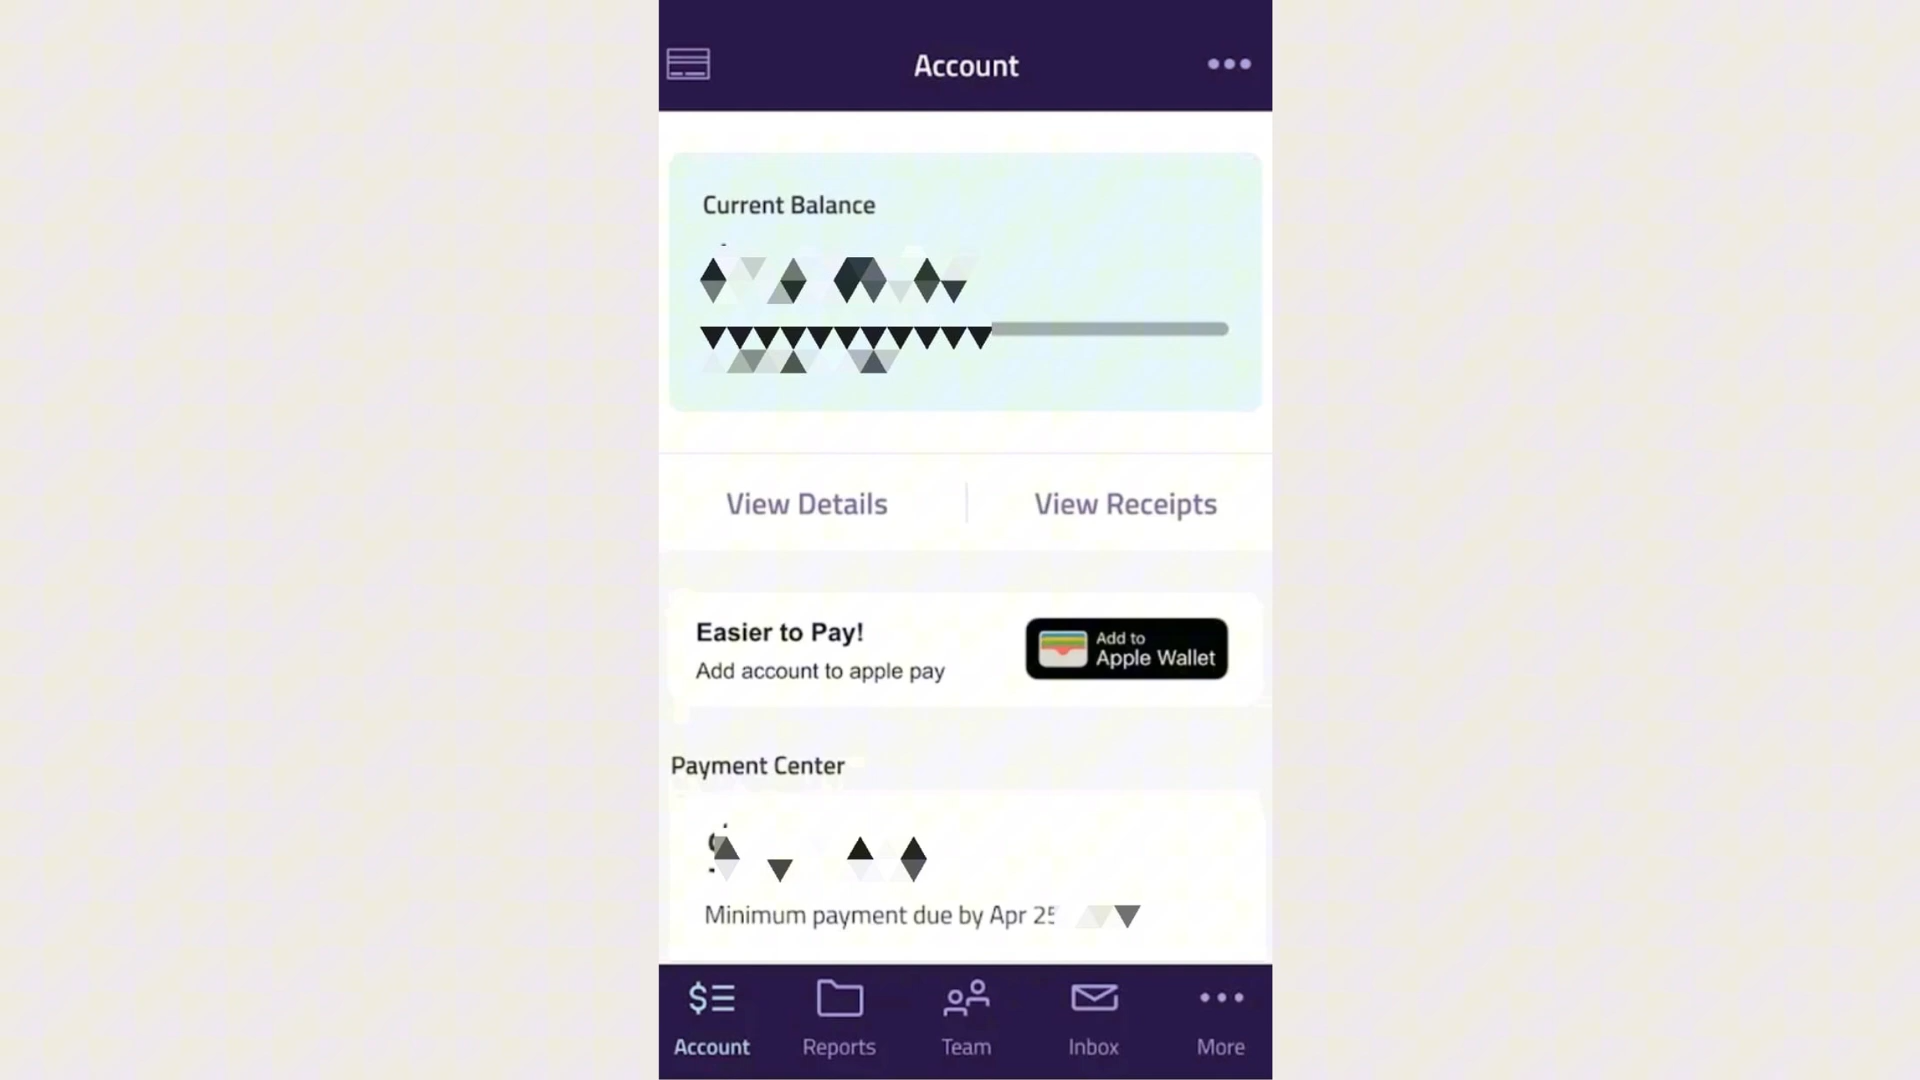 Account
Current Balance
View Details
View Receipts
Easier to Pay!
Add account to apple pay
Add to
Apple Wallet
Payment Center
Minimum payment due by Apr
Account
Reports
Team
Inbox
More